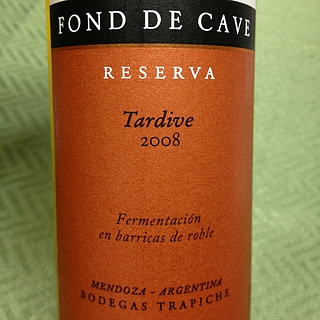 FOND DE CAVE
RESERVA
Tardive
2008
Fermentación
en barricas de roble
MENDOZA - ARGENTINA
BODEGAS TRAPICHE